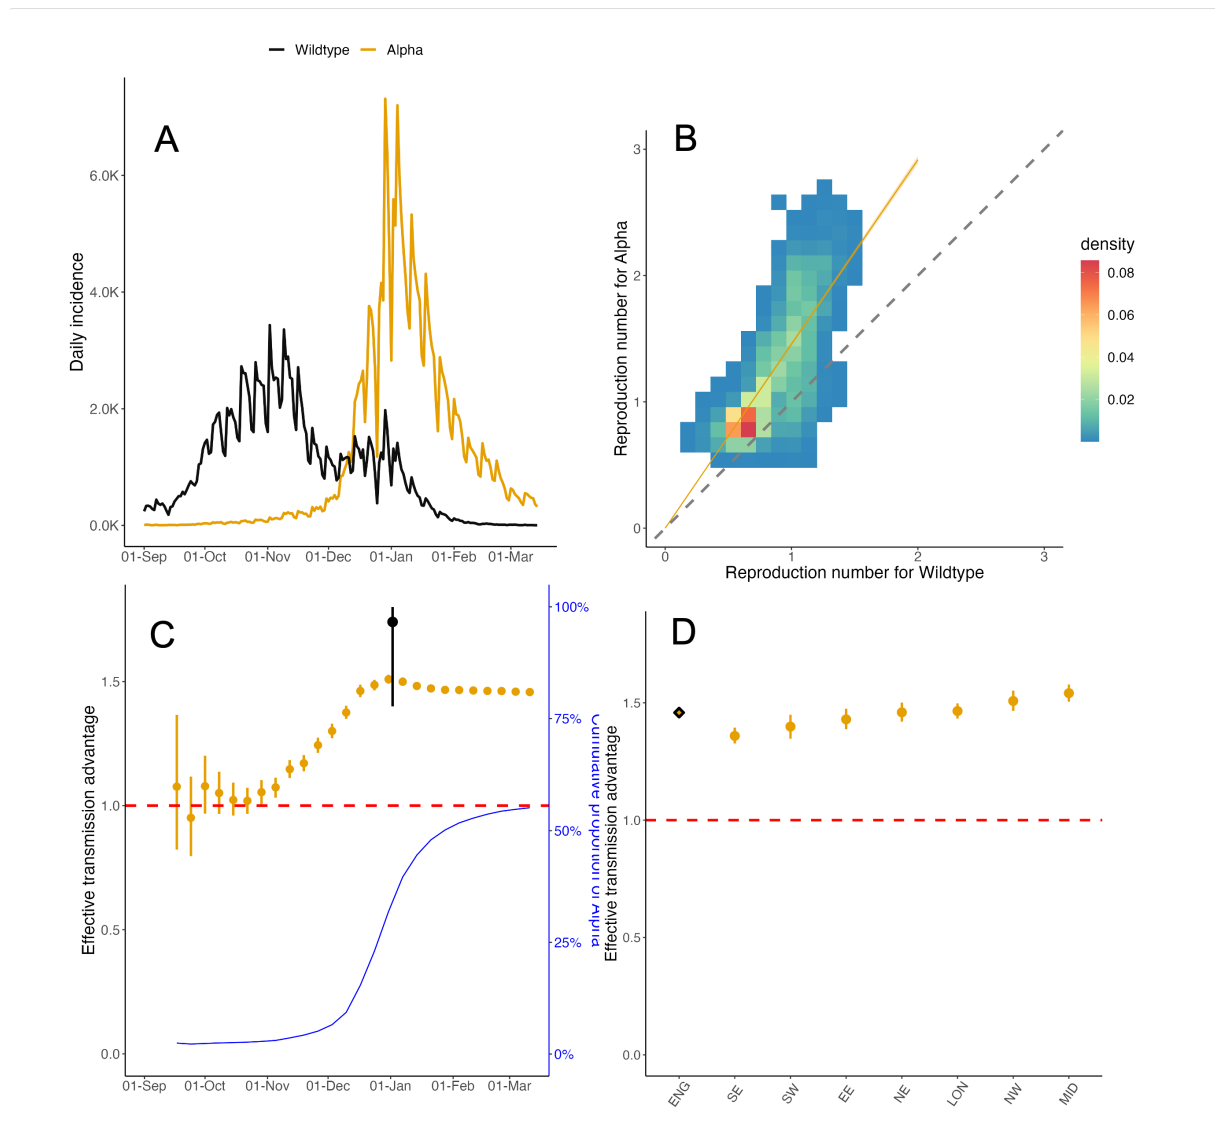 Wildtype Alpha
A
Daily incidence
6.0K
4.0K
2.0K
0.0K
01-Sep 01-Oct 01-Nov 01-Dec 01-Jan 01-Feb 01-Mar
B
Reproduction number for Alpha
3
2
1
0
0 1 2 3
Reproduction number for Wildtype
density
0.08
0.06
0.04
0.02
C
Effective transmission advantage
1.5
1.0
0.5
0.0
01-Sep 01-Oct 01-Nov 01-Dec 01-Jan 01-Feb 01-Mar
100%
75%
50%
25%
0%
Cumulative proportion of Alpha
D
Effective transmission advantage
1.5
1.0
0.5
0.0
ENG SE SW EE NE LON NW MID